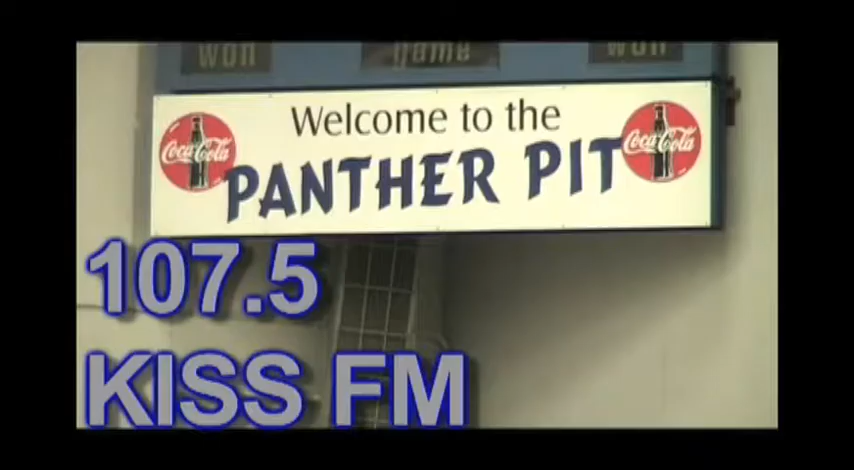 won game won
Welcome to the
Coca-Cola Coca-Cola
PANTHER PIT
107.5
KISS FM